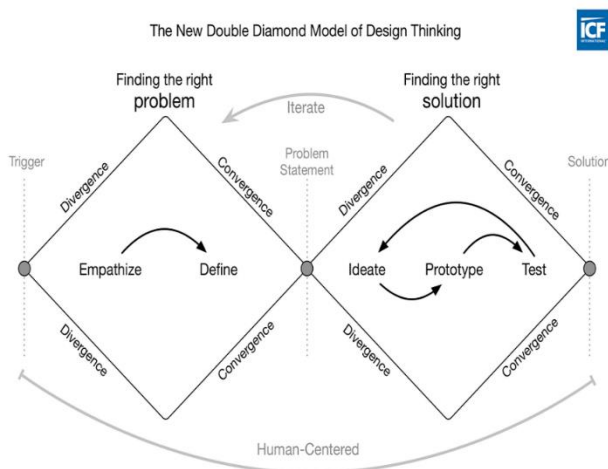 The New Double Diamond Model of Design Thinking
ICF
INTERNATIONAL
Finding the right
problem
Finding the right
solution
Iterate
Trigger
Problem
Statement
Solution
Divergence
Convergence
Divergence
Convergence
Empathize
Define
Ideate
Prototype
Test
Divergence
Convergence
Divergence
Convergence
Human-Centered